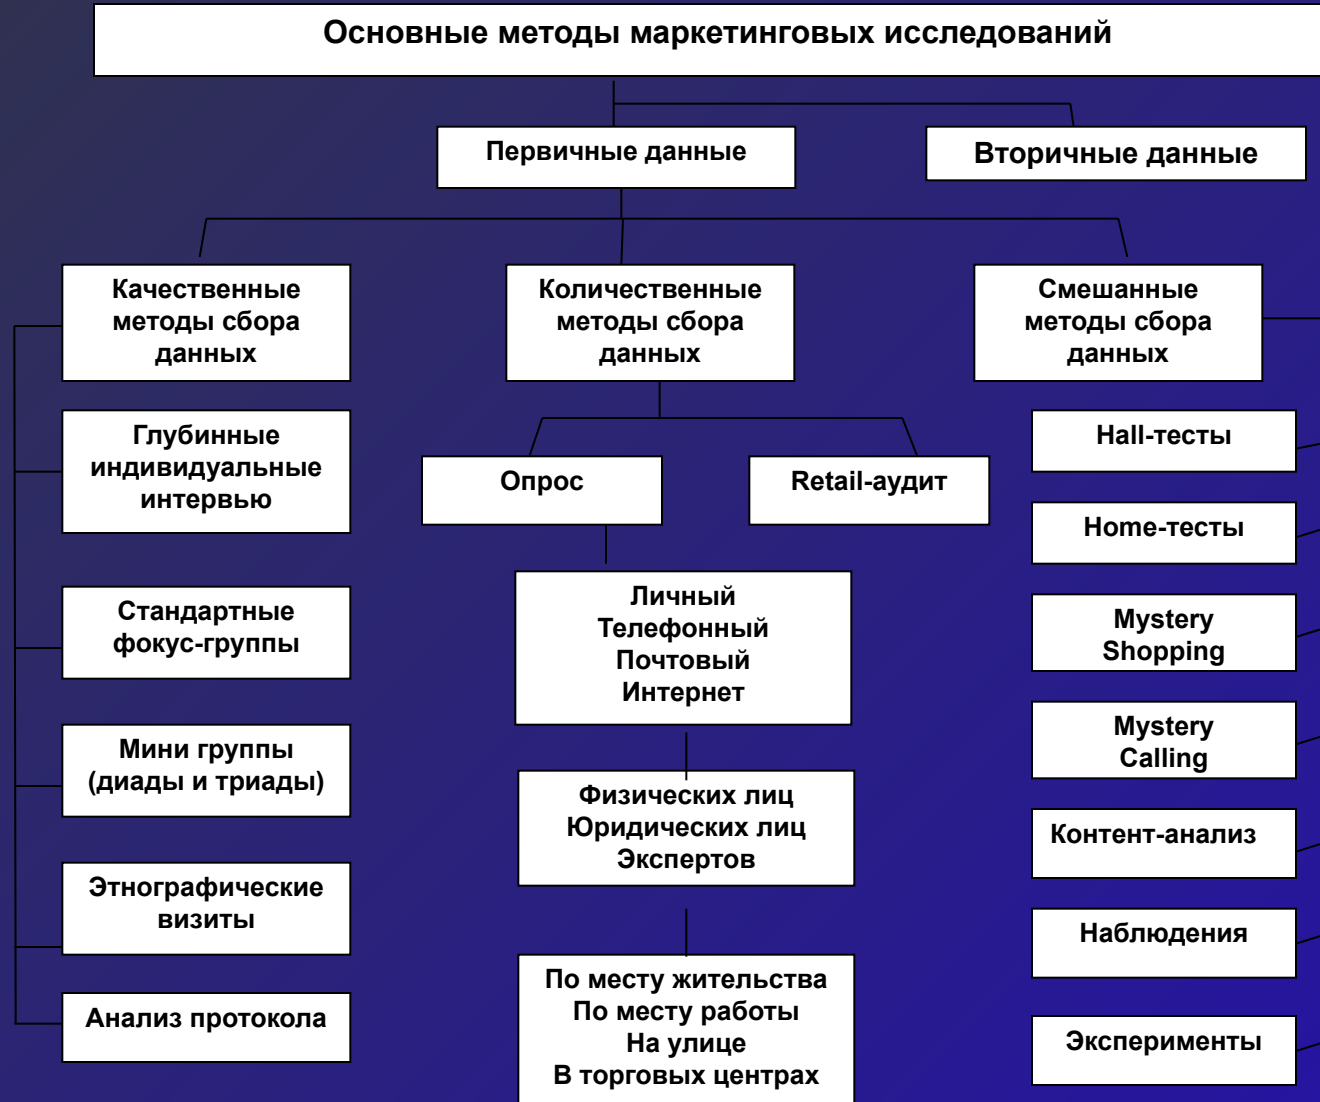 Основные методы маркетинговых исследований
Первичные данные
Вторичные данные
Качественные
методы сбора
данных
Количественные
методы сбора
данных
Смешанные
методы сбора
данных
Глубинные
индивидуальные
интервью
Стандартные
фокус-группы
Мини группы
(диады и триады)
Этнографические
визиты
Анализ протокола
Опрос
Retail-аудит
Личный
Телефонный
Почтовый
Интернет
Физических лиц
Юридических лиц
Экспертов
По месту жительства
По месту работы
На улице
В торговых центрах
Hall-тесты
Home-тесты
Mystery
Shopping
Mystery
Calling
Контент-анализ
Наблюдения
Эксперименты